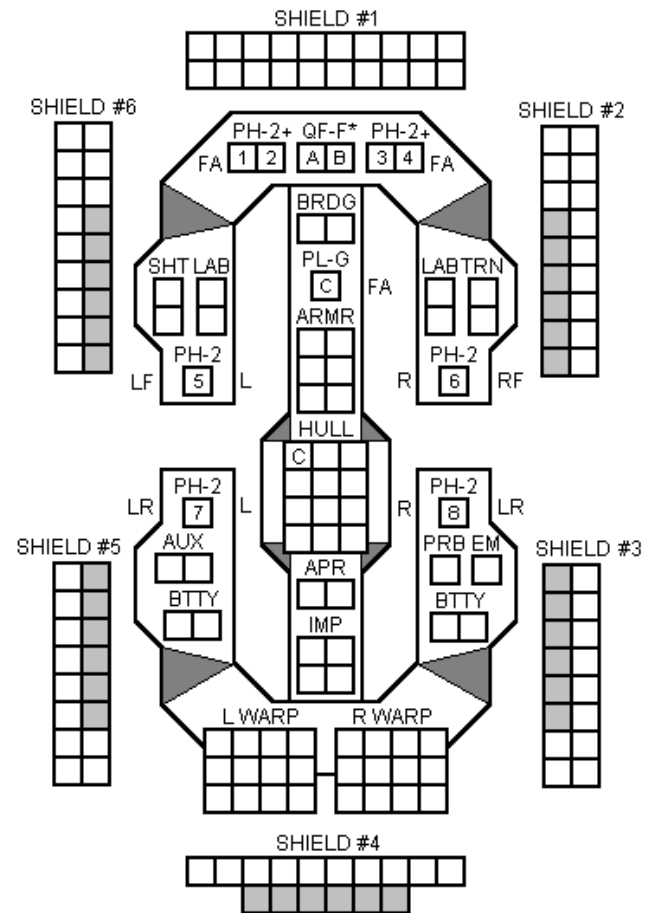 SHIELD #1
SHIELD #6
SHIELD #2
PH-2+ QF-F* PH-2+
FA 1 2 A B 3 4 FA
BRDG
PL-G
C FA
SHT LAB
LAB TRN
ARMR
PH-2
LF 5 L
PH-2
R 6 RF
HULL
C
PH-2
LR 7 L
PH-2
R 8 LR
SHIELD #5
AUX
PRB EM
SHIELD #3
APR
BTTY
BTTY
IMP
L WARP R WARP
SHIELD #4